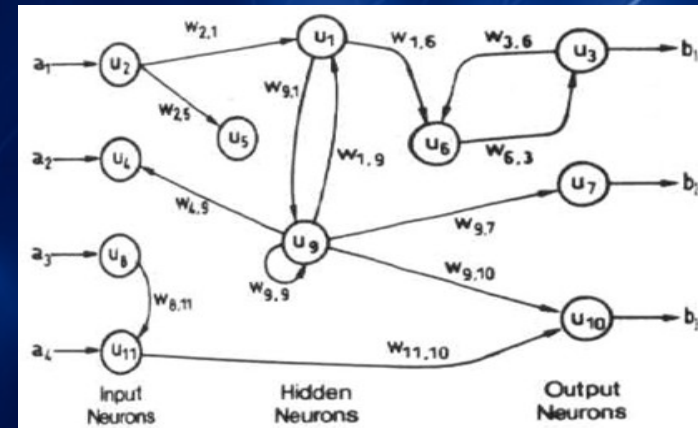 w2,1
u1
w1,6
w3,6
u3
b1
a1
u2
w9,1
w2,5
u5
u6
w6,3
w1,9
a2
u4
u7
w4,9
u9
w9,7
a3
u8
w9,10
w9,9
w8,11
u10
a4
u11
w11,10
Input
Neurons
Hidden
Neurons
Output
Neurons